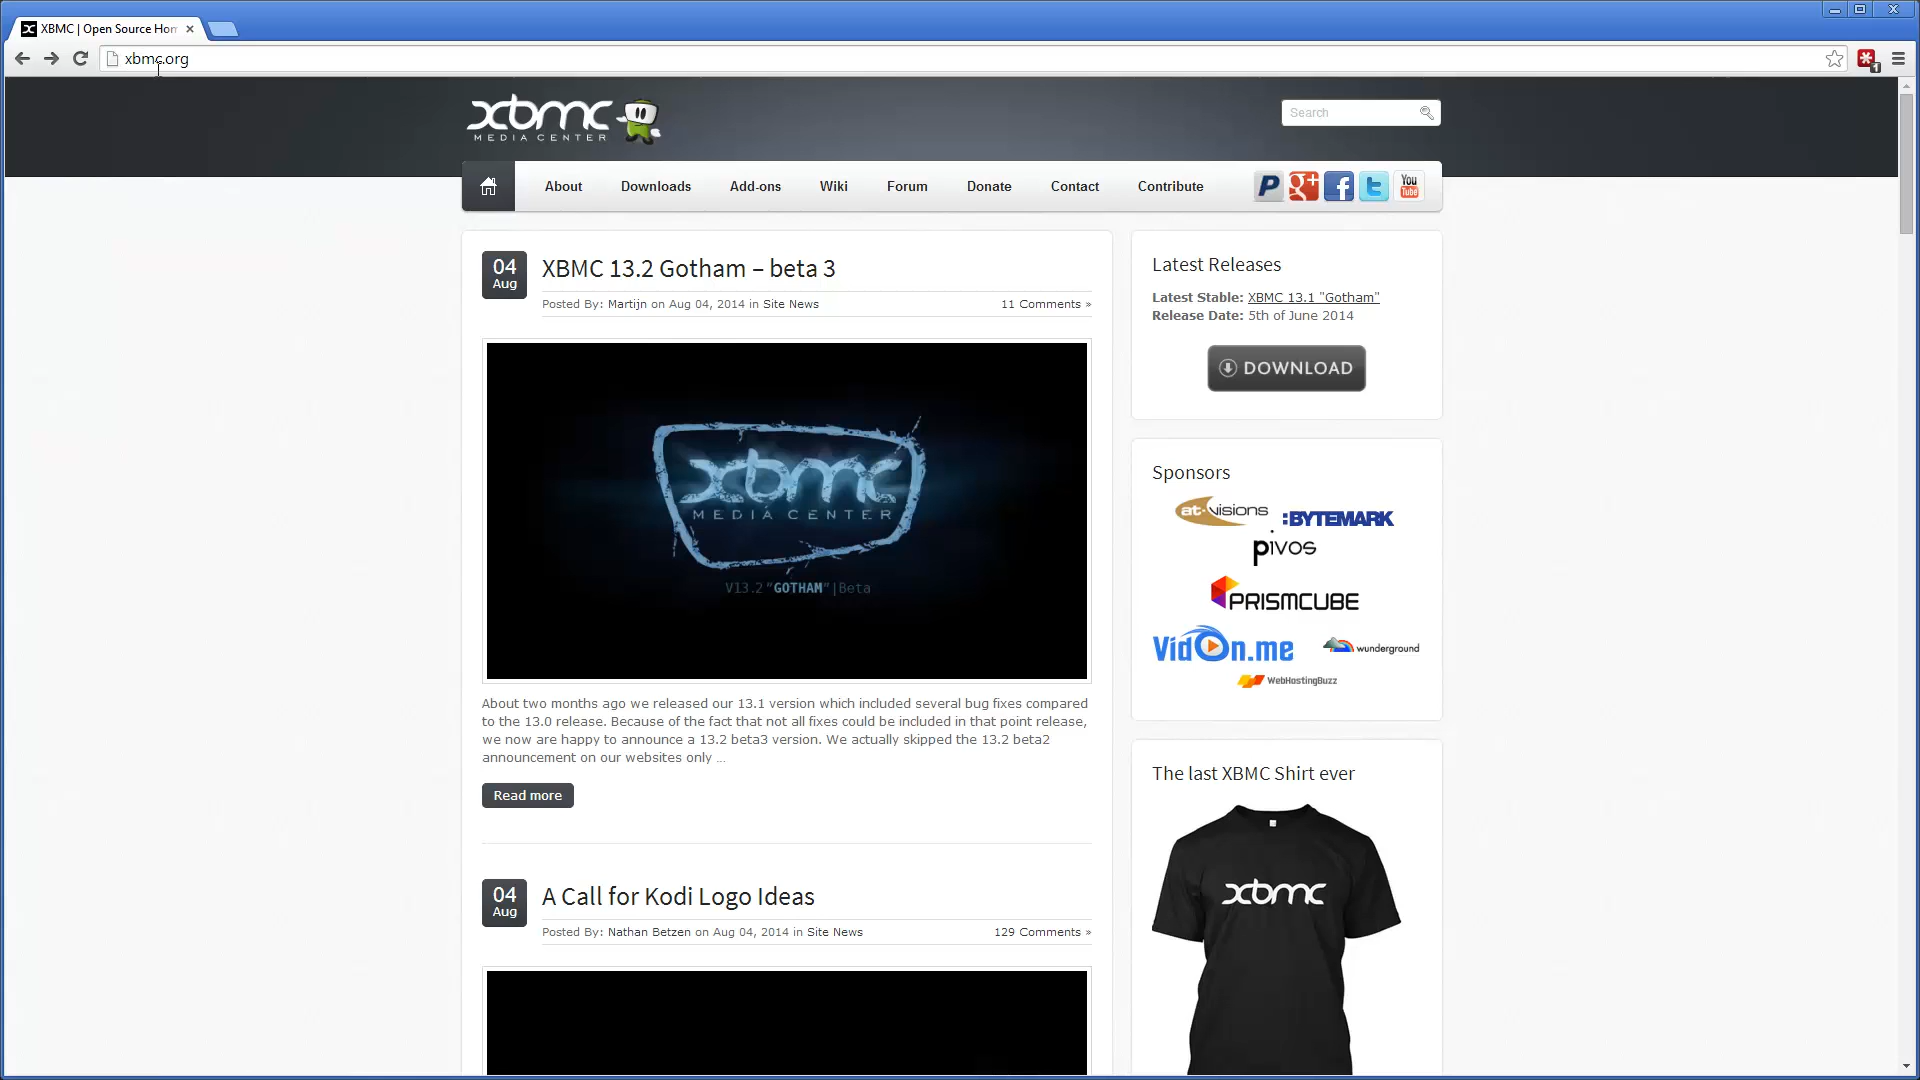 XBMC | Open Source Hom
xbmc.org
1
xbmc
MEDIA CENTER
Search
About Downloads Add-ons Wiki Forum Donate Contact Contribute
P g+ f t You Tube
04
Aug
XBMC 13.2 Gotham – beta 3
Posted By: Martijn on Aug 04, 2014 in Site News
11 Comments »
xbmc
MEDIA CENTER
V13.2 "GOTHAM" | Beta
About two months ago we released our 13.1 version which included several bug fixes compared
to the 13.0 release. Because of the fact that not all fixes could be included in that point release,
we now are happy to announce a 13.2 beta3 version. We actually skipped the 13.2 beta2
announcement on our websites only ...
Read more
04
Aug
A Call for Kodi Logo Ideas
Posted By: Nathan Betzen on Aug 04, 2014 in Site News
129 Comments »
Latest Releases
Latest Stable: XBMC 13.1 "Gotham"
Release Date: 5th of June 2014
DOWNLOAD
Sponsors
at-visions
:BYTEMARK
pivos
PRISMCUBE
VidOn.me
wunderground
WebHostingBuzz
The last XBMC Shirt ever
xbmc